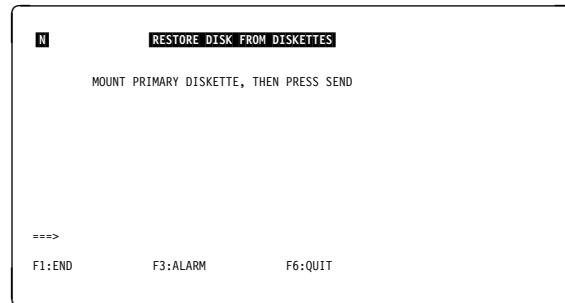 N RESTORE DISK FROM DISKETTES
MOUNT PRIMARY DISKETTE, THEN PRESS SEND
===>
F1:END F3:ALARM F6:QUIT